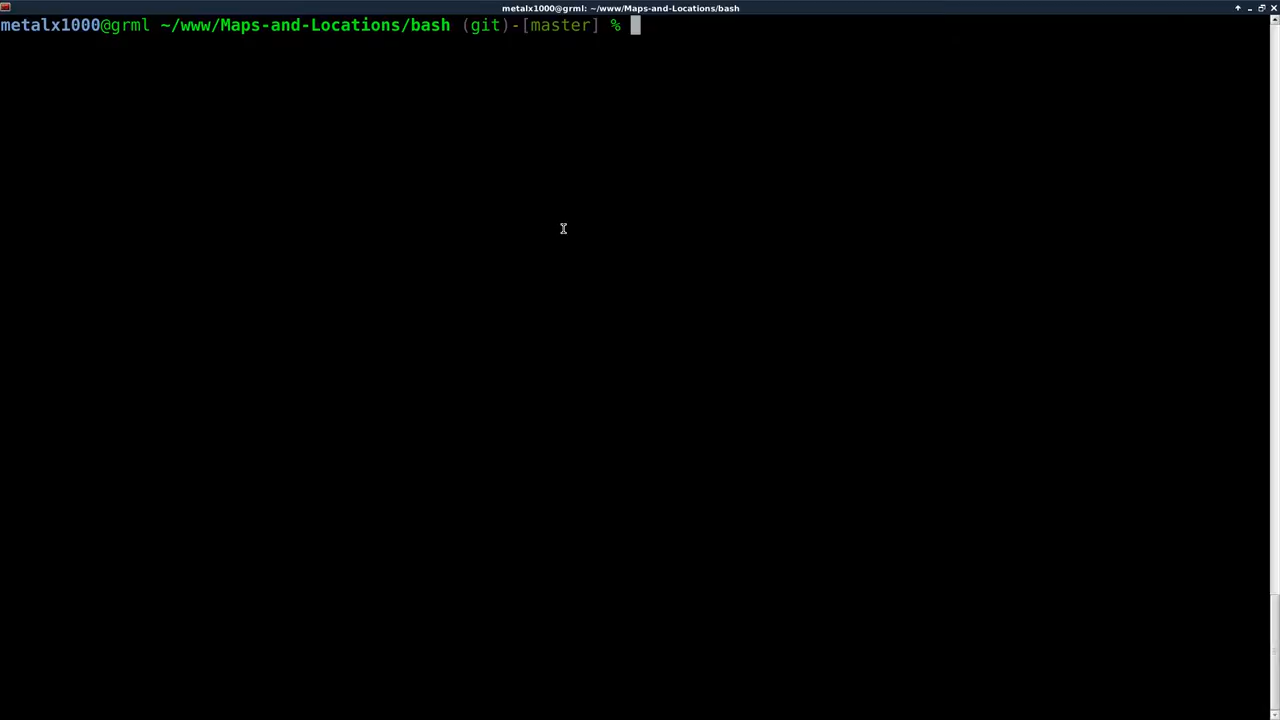 metalx1000@grml: ~/www/Maps-and-Locations/bash
metalx1000@grml ~/www/Maps-and-Locations/bash (git)-[master] %